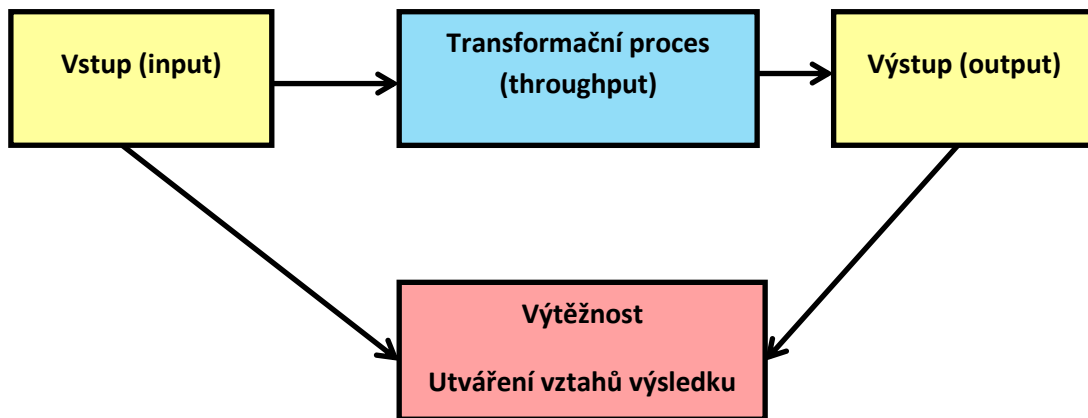 Vstup (input)
Transformační proces
(throughput)
Výstup (output)
Výtěžnost
Utváření vztahů výsledku